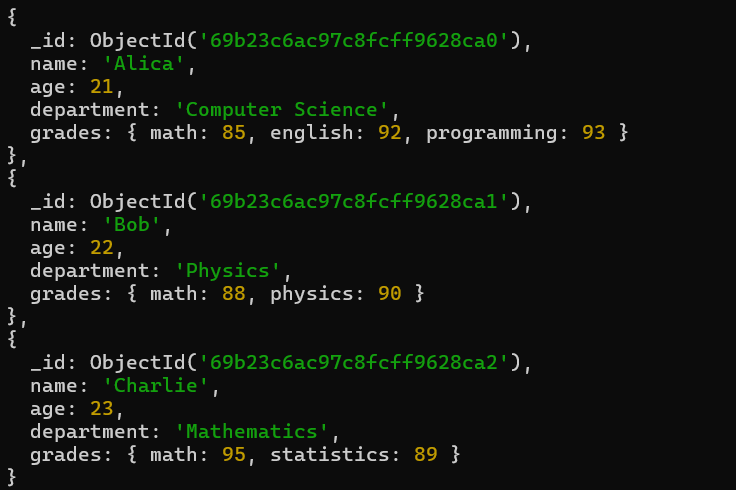 {
  _id: ObjectId('69b23c6ac97c8fcff9628ca0'),
  name: 'Alica',
  age: 21,
  department: 'Computer Science',
  grades: { math: 85, english: 92, programming: 93 }
},
{
  _id: ObjectId('69b23c6ac97c8fcff9628ca1'),
  name: 'Bob',
  age: 22,
  department: 'Physics',
  grades: { math: 88, physics: 90 }
},
{
  _id: ObjectId('69b23c6ac97c8fcff9628ca2'),
  name: 'Charlie',
  age: 23,
  department: 'Mathematics',
  grades: { math: 95, statistics: 89 }
}